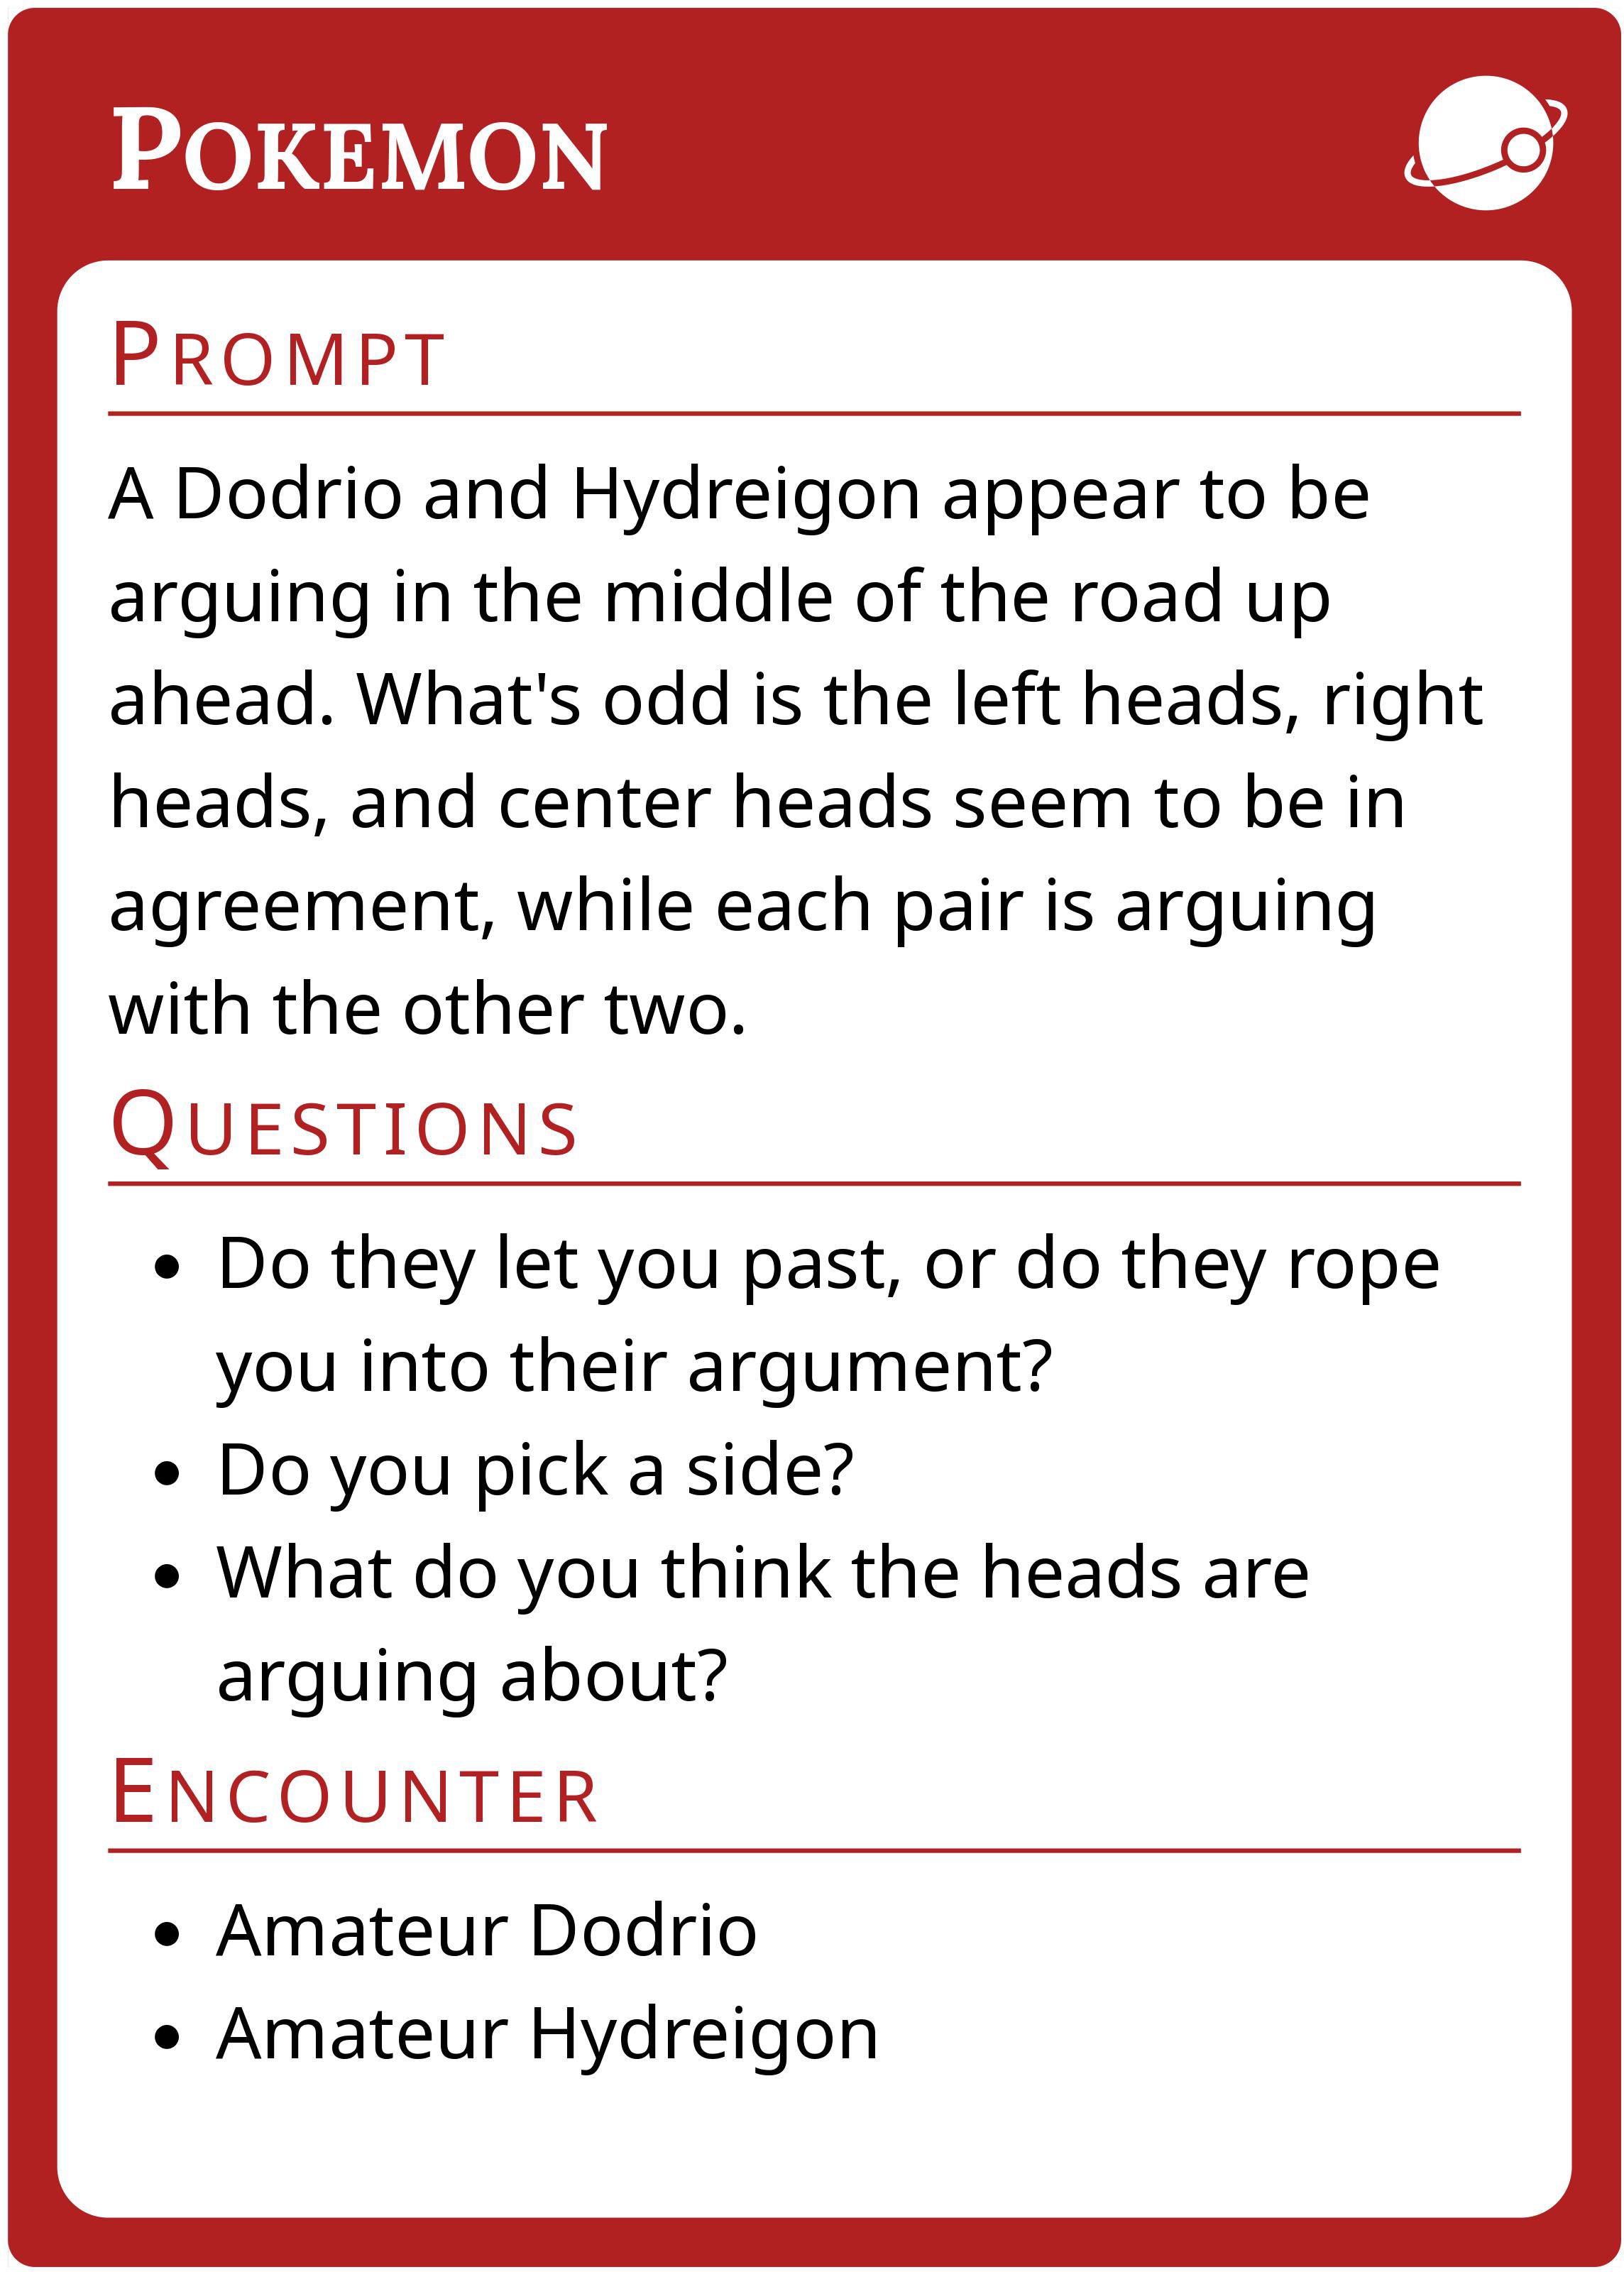 POKEMON
PROMPT
A Dodrio and Hydreigon appear to be
arguing in the middle of the road up
ahead. What's odd is the left heads, right
heads, and center heads seem to be in
agreement, while each pair is arguing
with the other two.
QUESTIONS
• Do they let you past, or do they rope
you into their argument?
• Do you pick a side?
• What do you think the heads are
arguing about?
ENCOUNTER
• Amateur Dodrio
• Amateur Hydreigon